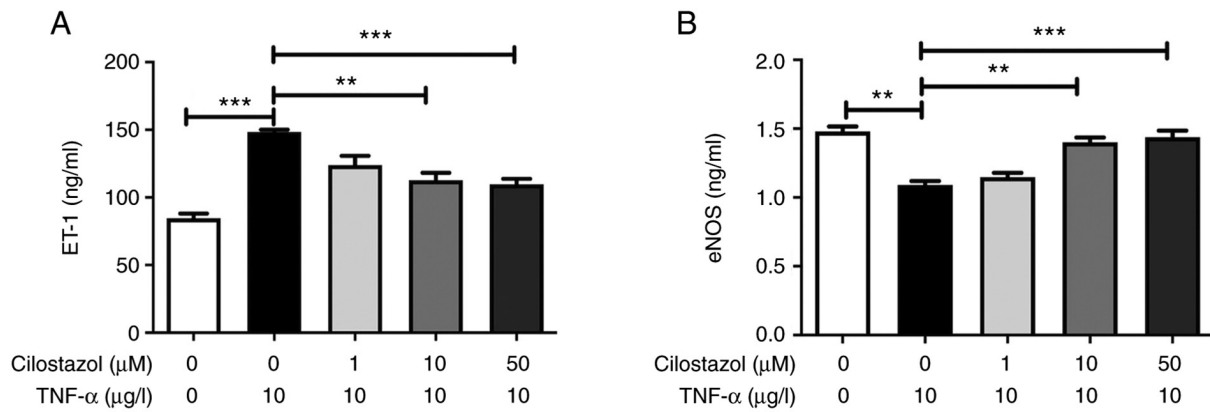 A
ET-1 (ng/ml)
200
150
100
50
0
***
**
***
Cilostazol (μM) 0 0 1 10 50
TNF-α (μg/l) 0 10 10 10 10
B
eNOS (ng/ml)
2.0
1.5
1.0
0.5
0.0
***
**
**
Cilostazol (μM) 0 0 1 10 50
TNF-α (μg/l) 0 10 10 10 10